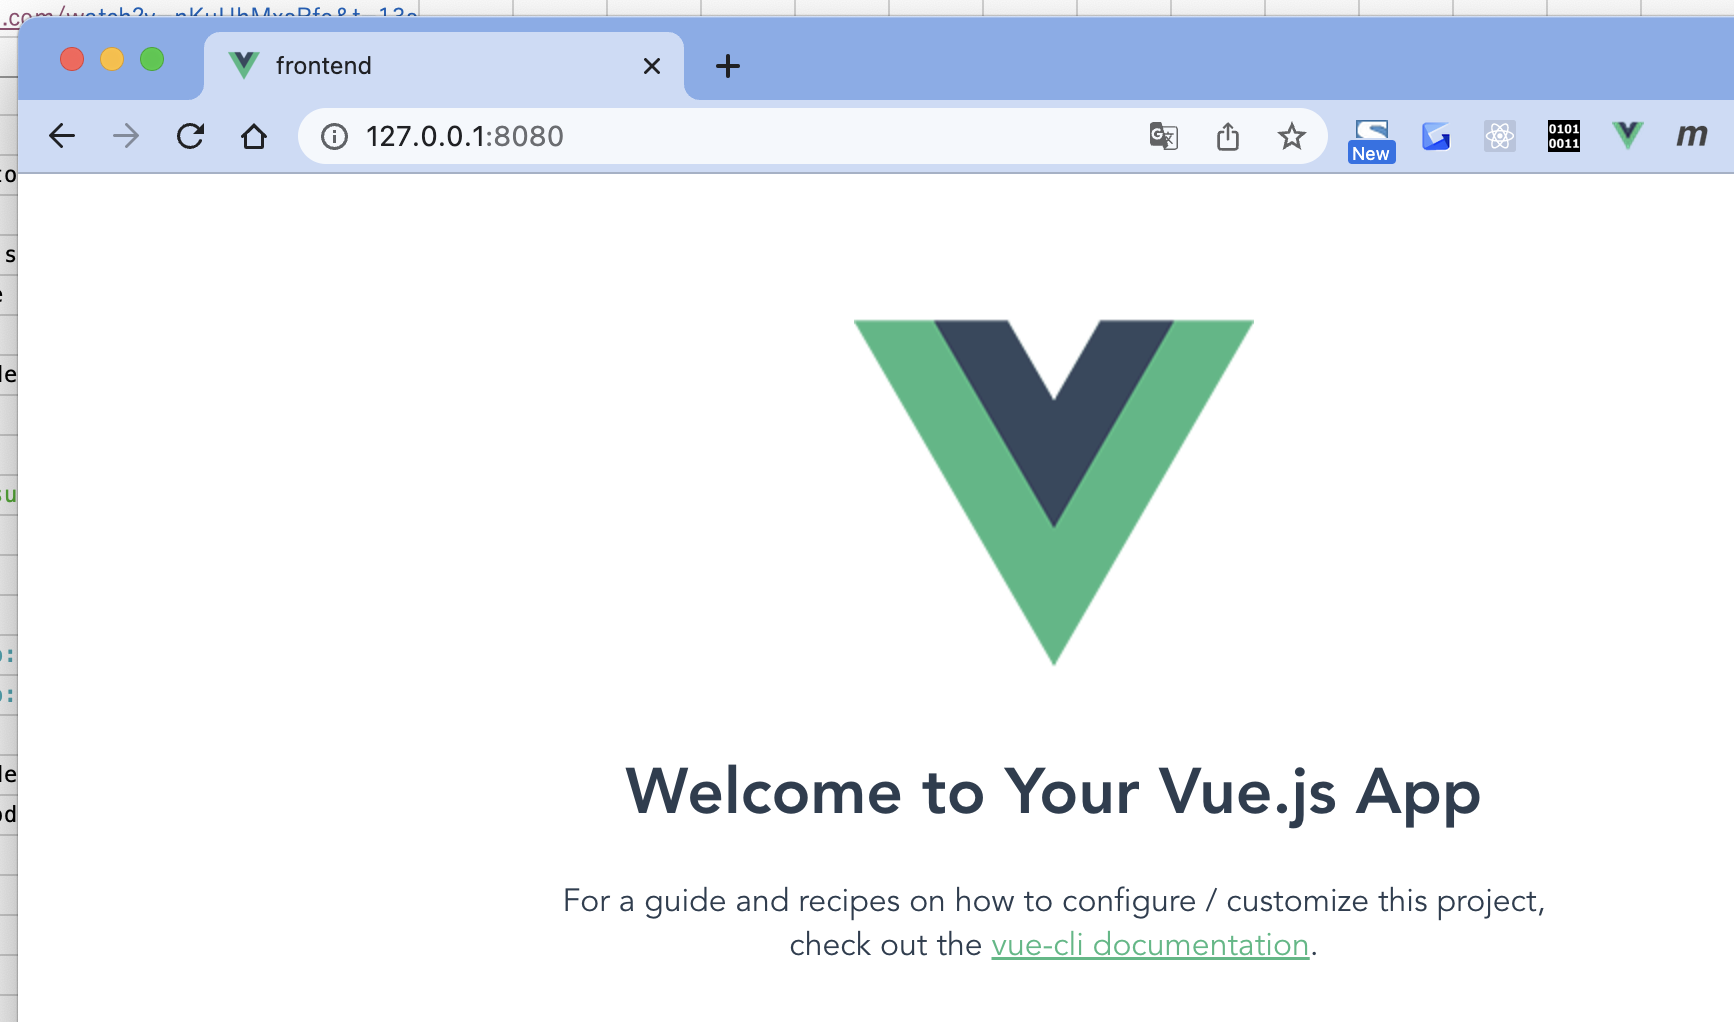 frontend
127.0.0.1:8080
New
0101
0011
m
Welcome to Your Vue.js App
For a guide and recipes on how to configure / customize this project,
check out the vue-cli documentation.